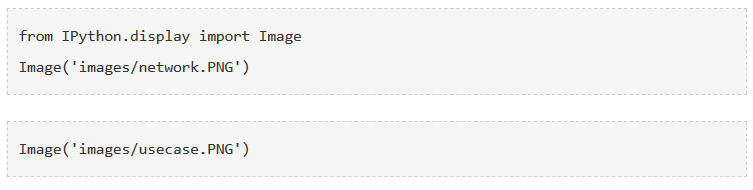 from IPython.display import Image
Image('images/network.PNG')
Image('images/usecase.PNG')